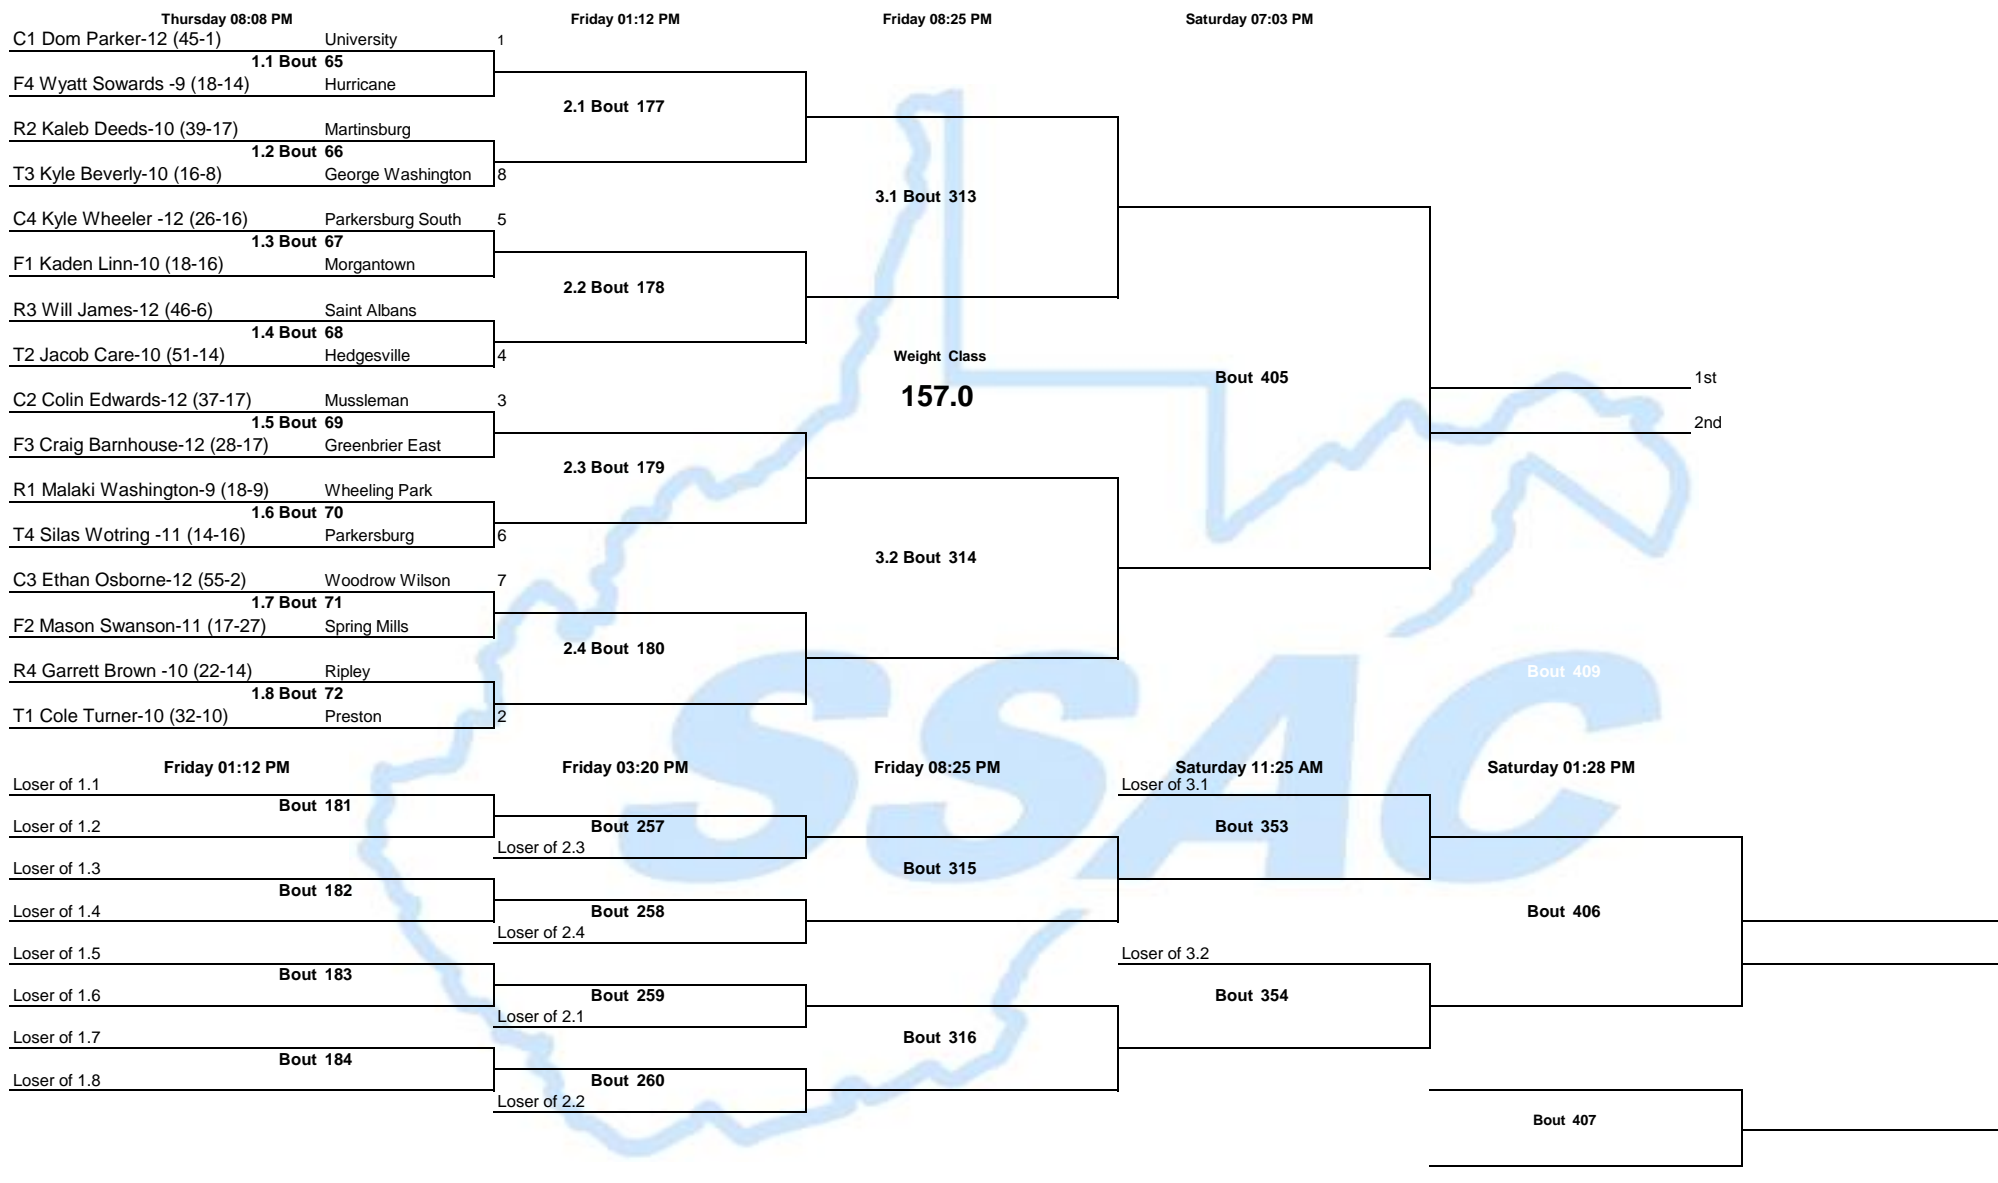 Thursday 08:08 PM Friday 01:12 PM Friday 08:25 PM Saturday 07:03 PM
C1 Dom Parker-12 (45-1) University 1
1.1 Bout 65
F4 Wyatt Sowards -9 (18-14) Hurricane
2.1 Bout 177
R2 Kaleb Deeds-10 (39-17) Martinsburg
1.2 Bout 66
T3 Kyle Beverly-10 (16-8) George Washington 8
3.1 Bout 313
C4 Kyle Wheeler -12 (26-16) Parkersburg South 5
1.3 Bout 67
F1 Kaden Linn-10 (18-16) Morgantown
2.2 Bout 178
R3 Will James-12 (46-6) Saint Albans
1.4 Bout 68
T2 Jacob Care-10 (51-14) Hedgesville 4
Weight Class
Bout 405 1st
157.0
C2 Colin Edwards-12 (37-17) Mussleman 3
1.5 Bout 69 2nd
F3 Craig Barnhouse-12 (28-17) Greenbrier East
2.3 Bout 179
R1 Malaki Washington-9 (18-9) Wheeling Park
1.6 Bout 70
T4 Silas Wotring -11 (14-16) Parkersburg 6
3.2 Bout 314
C3 Ethan Osborne-12 (55-2) Woodrow Wilson 7
1.7 Bout 71
F2 Mason Swanson-11 (17-27) Spring Mills
2.4 Bout 180
R4 Garrett Brown -10 (22-14) Ripley Bout 409
1.8 Bout 72
T1 Cole Turner-10 (32-10) Preston 2
SSAC
Friday 01:12 PM Friday 03:20 PM Friday 08:25 PM Saturday 11:25 AM Saturday 01:28 PM
Loser of 1.1 Loser of 3.1
Bout 181
Loser of 1.2 Bout 257 Bout 353
Loser of 2.3
Loser of 1.3 Bout 315
Bout 182
Loser of 1.4 Bout 258 Bout 406
Loser of 2.4
Loser of 1.5 Loser of 3.2
Bout 183
Loser of 1.6 Bout 259 Bout 354
Loser of 2.1
Loser of 1.7 Bout 316
Bout 184
Loser of 1.8 Bout 260
Loser of 2.2
Bout 407